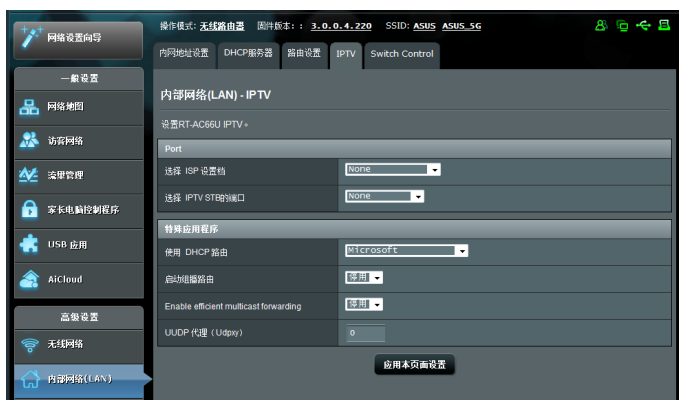 网络设置向导
一般设置
网络地图
访客网络
流量管理
家长电脑控制程序
USB 应用
AiCloud
高级设置
无线网络
内部网络(LAN)
操作模式: 无线路由器 固件版本: : 3.0.0.4.220 SSID: ASUS ASUS_5G
内网地址设置 DHCP服务器 路由设置 IPTV Switch Control
内部网络(LAN) - IPTV
设置RT-AC66U IPTV。
Port
选择 ISP 设置档 None
选择 IPTV STB的端口 None
特殊应用程序
使用 DHCP 路由 Microsoft
启动组播路由 停用
Enable efficient multicast forwarding 停用
UUDP 代理（Udpxy） 0
应用本页面设置